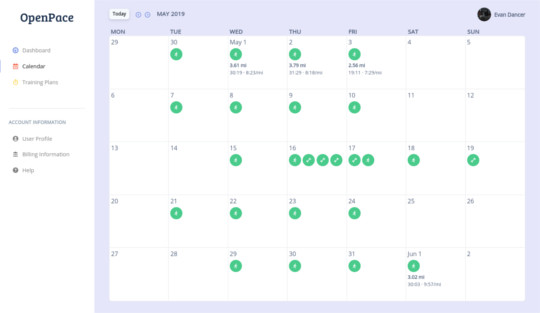 OpenPace
Today
MAY 2019
Evan Dancer
Dashboard
Calendar
Training Plans
ACCOUNT INFORMATION
User Profile
Billing Information
Help
MON TUE WED THU FRI SAT SUN
29 30 May 1 2 3 4 5
3.61 mi 3.79 mi 2.56 mi
30:19 - 8:23/mi 31:29 - 8:18/mi 19:11 - 7:29/mi
6 7 8 9 10 11 12
13 14 15 16 17 18 19
20 21 22 23 24 25 26
27 28 29 30 31 Jun 1 2
3.02 mi
30:03 - 9:57/mi